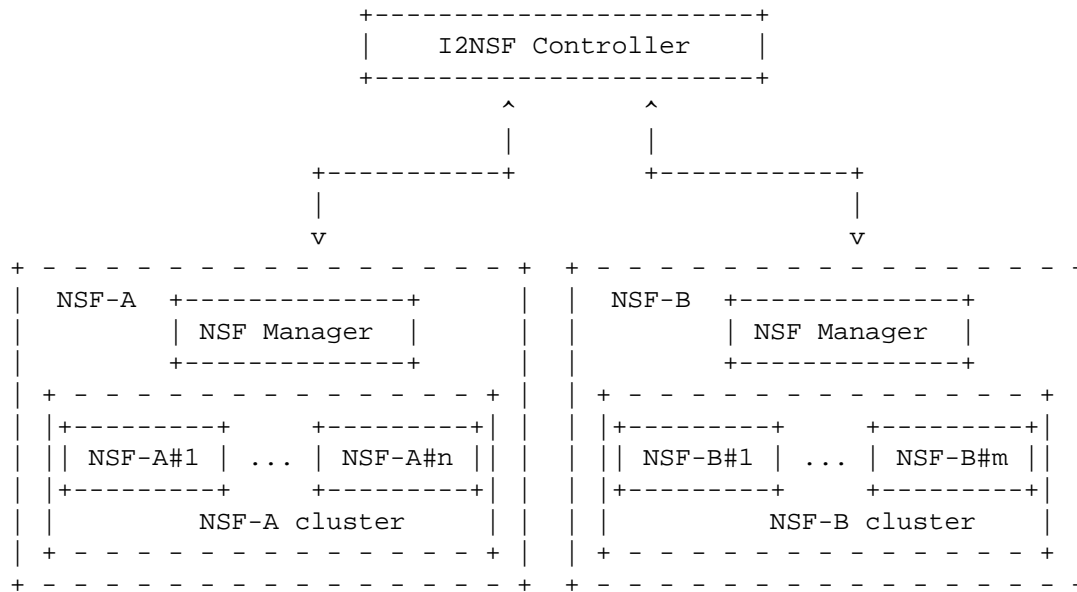 I2NSF Controller
NSF-A NSF-B
NSF Manager NSF Manager
NSF-A#1 ... NSF-A#n NSF-B#1 ... NSF-B#m
NSF-A cluster NSF-B cluster